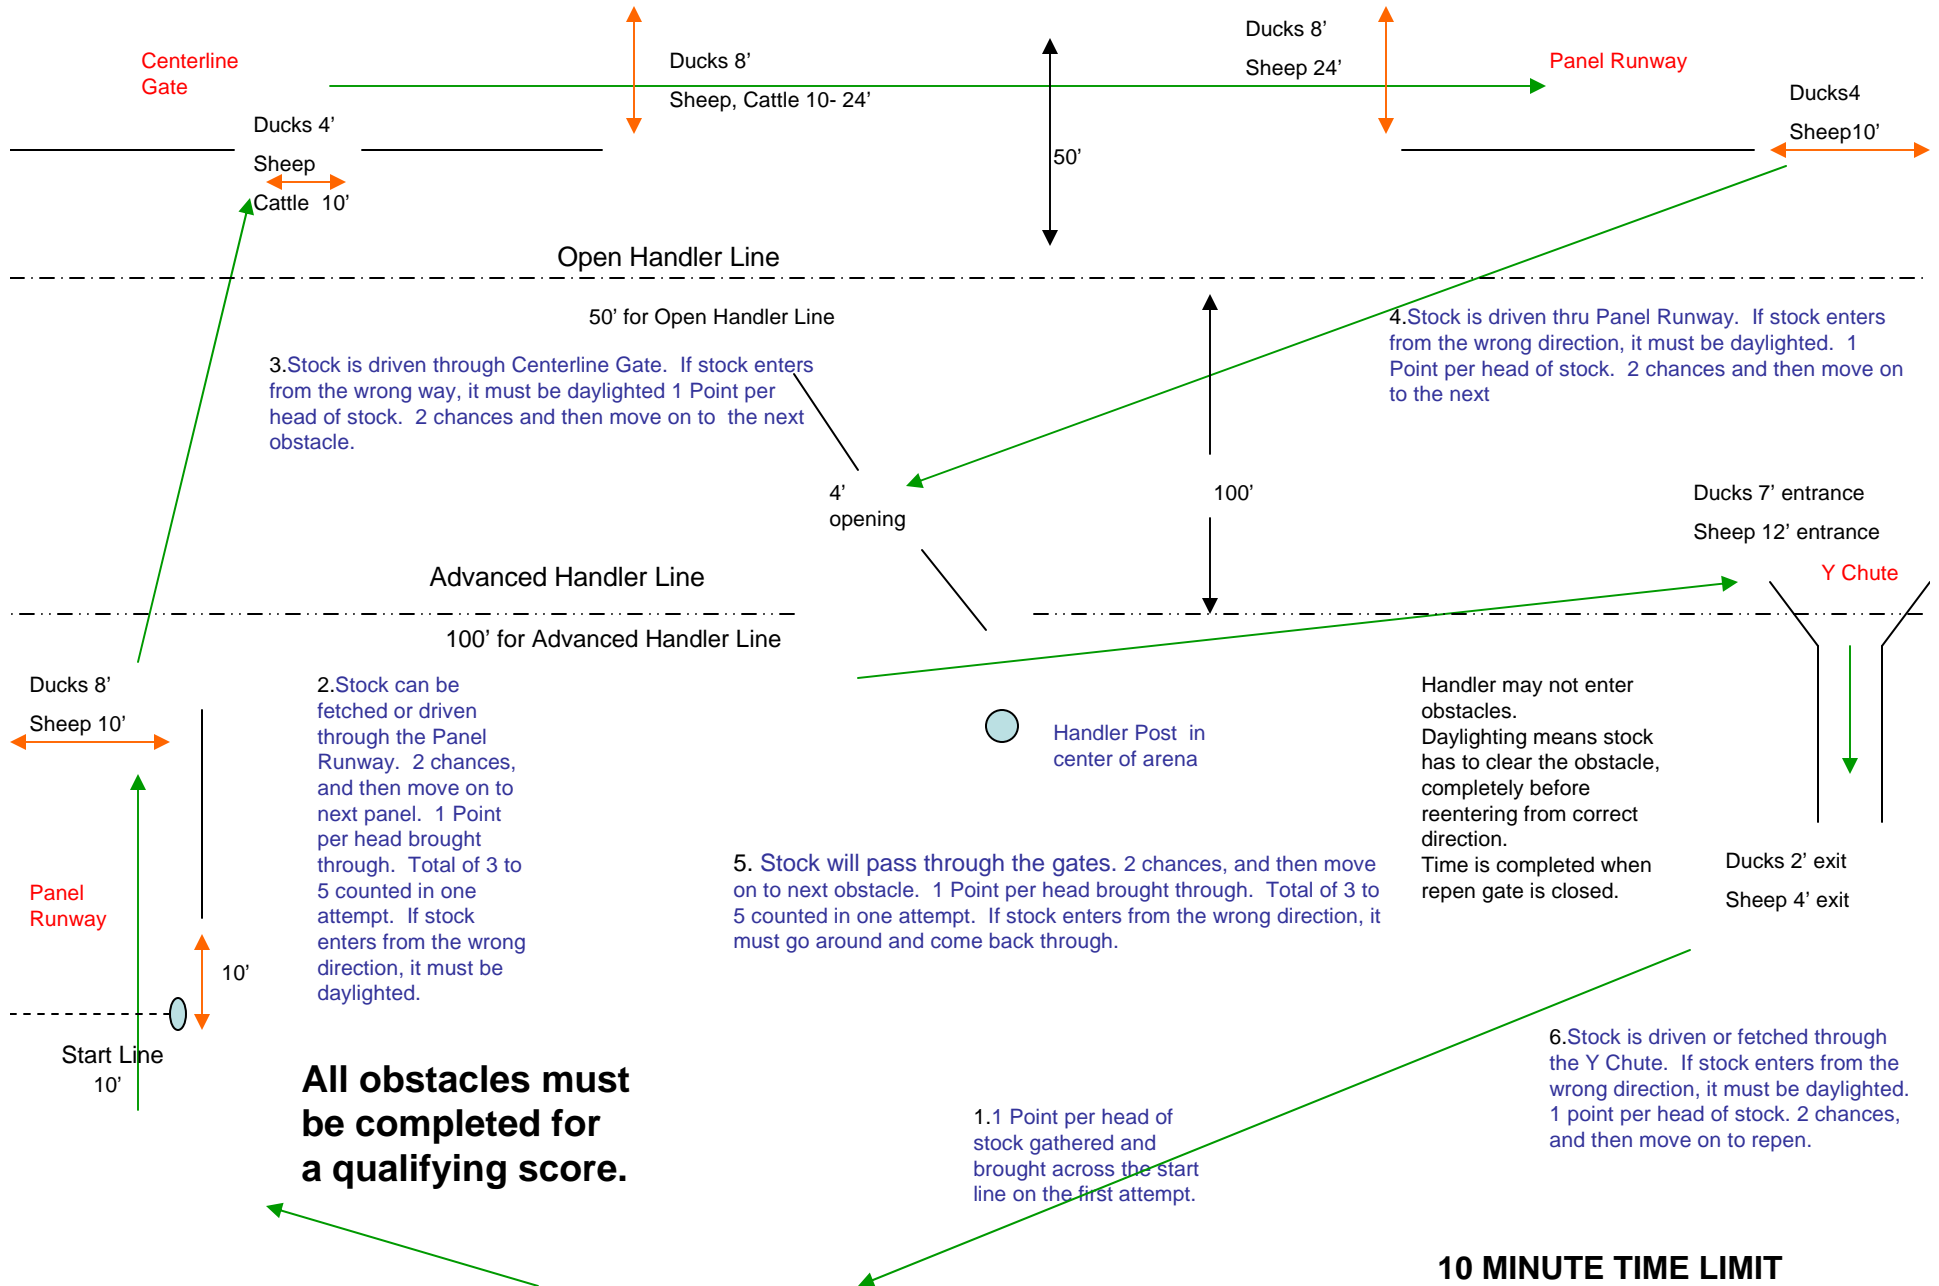 Centerline
Gate
Ducks 8’
Sheep, Cattle 10- 24’
Ducks 8’
Sheep 24’
Panel Runway
Ducks4
Sheep10’
Ducks 4’
Sheep
Cattle  10’
50’
Open Handler Line
50’ for Open Handler Line
3.Stock is driven through Centerline Gate.  If stock enters
from the wrong way, it must be daylighted 1 Point per
head of stock.  2 chances and then move on to  the next
obstacle.
4.Stock is driven thru Panel Runway.  If stock enters
from the wrong direction, it must be daylighted.  1
Point per head of stock.  2 chances and then move on
to the next
4’
opening
100’
Ducks 7’ entrance
Sheep 12’ entrance
Y Chute
Advanced Handler Line
100’ for Advanced Handler Line
Ducks 8’
Sheep 10’
2.Stock can be
fetched or driven
through the Panel
Runway.  2 chances,
and then move on to
next panel.  1 Point
per head brought
through.  Total of 3 to
5 counted in one
attempt.  If stock
enters from the wrong
direction, it must be
daylighted.
Handler Post  in
center of arena
Handler may not enter
obstacles.
Daylighting means stock
has to clear the obstacle,
completely before
reentering from correct
direction.
Time is completed when
repen gate is closed.
Panel
Runway
5. Stock will pass through the gates. 2 chances, and then move
on to next obstacle.  1 Point per head brought through.  Total of 3 to
5 counted in one attempt.  If stock enters from the wrong direction, it
must go around and come back through.
Ducks 2’ exit
Sheep 4’ exit
10’
Start Line
10’
All obstacles must
be completed for
a qualifying score.
1.1 Point per head of
stock gathered and
brought across the start
line on the first attempt.
6.Stock is driven or fetched through
the Y Chute.  If stock enters from the
wrong direction, it must be daylighted.
1 point per head of stock. 2 chances,
and then move on to repen.
10 MINUTE TIME LIMIT